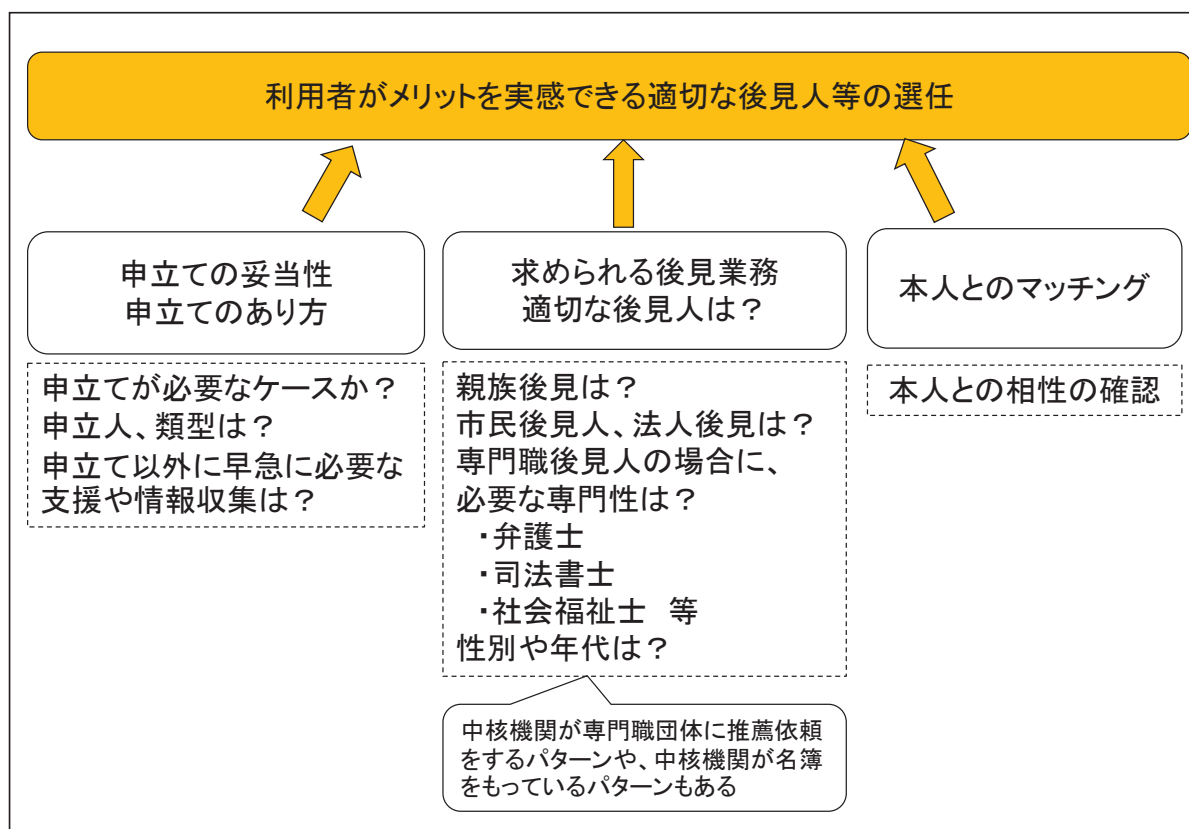 利用者がメリットを実感できる適切な後見人等の選任
申立ての妥当性
申立てのあり方
申立てが必要なケースか？
申立人、類型は？
申立て以外に早急に必要な
支援や情報収集は？
求められる後見業務
適切な後見人は？
親族後見は？
市民後見人、法人後見は？
専門職後見人の場合に、
必要な専門性は？
・弁護士
・司法書士
・社会福祉士　等
性別や年代は？
中核機関が専門職団体に推薦依頼
をするパターンや、中核機関が名簿
をもっているパターンもある
本人とのマッチング
本人との相性の確認